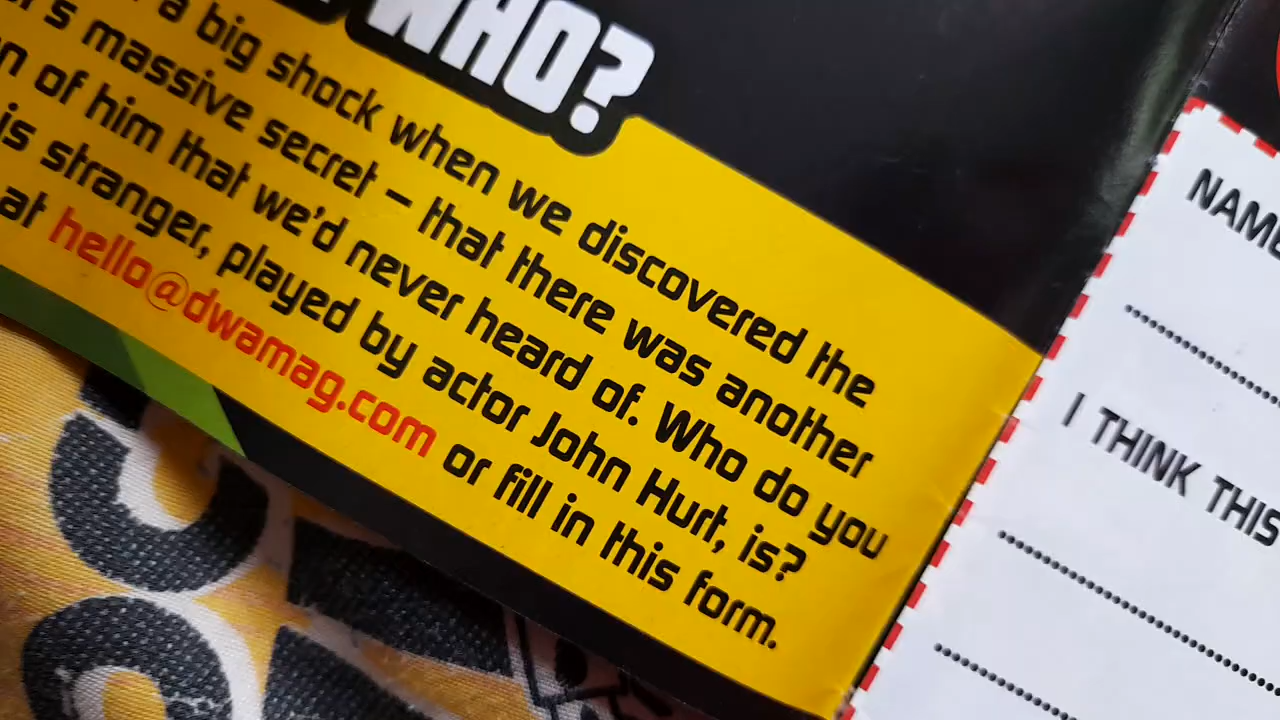 WHO?
a big shock when we discovered the
's massive secret – that there was another
of him that we'd never heard of. Who do you
is stranger, played by actor John Hurt, is?
at hello@dwamag.com or fill in this form.
NAME
I THINK THIS